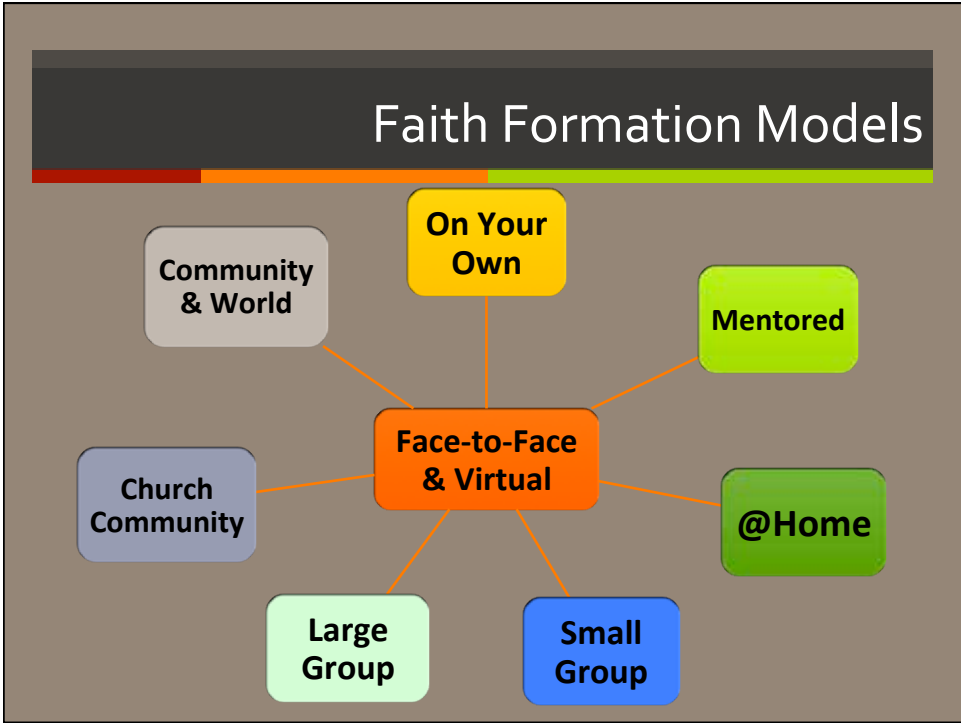 Faith Formation Models
On Your
Own
Community
& World
Mentored
Face-to-Face
& Virtual
Church
Community
@Home
Large
Group
Small
Group